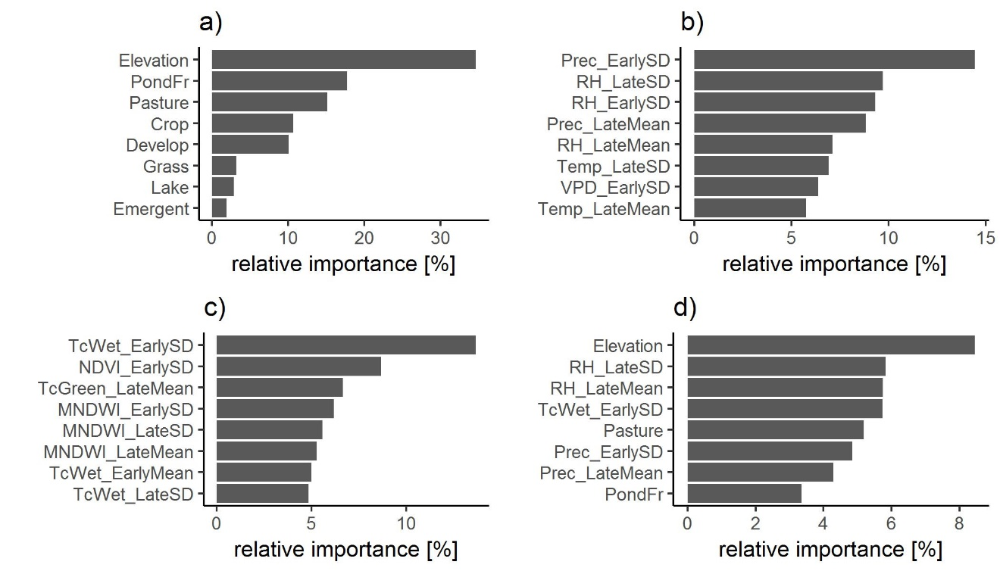 a)
Elevation
PondFr
Pasture
Crop
Develop
Grass
Lake
Emergent
0 10 20 30
relative importance [%]
b)
Prec_EarlySD
RH_LateSD
RH_EarlySD
Prec_LateMean
RH_LateMean
Temp_LateSD
VPD_EarlySD
Temp_LateMean
0 5 10 15
relative importance [%]
c)
TcWet_EarlySD
NDVI_EarlySD
TcGreen_LateMean
MNDWI_EarlySD
MNDWI_LateSD
MNDWI_LateMean
TcWet_EarlyMean
TcWet_LateSD
0 5 10
relative importance [%]
d)
Elevation
RH_LateSD
RH_LateMean
TcWet_EarlySD
Pasture
Prec_EarlySD
Prec_LateMean
PondFr
0 2 4 6 8
relative importance [%]